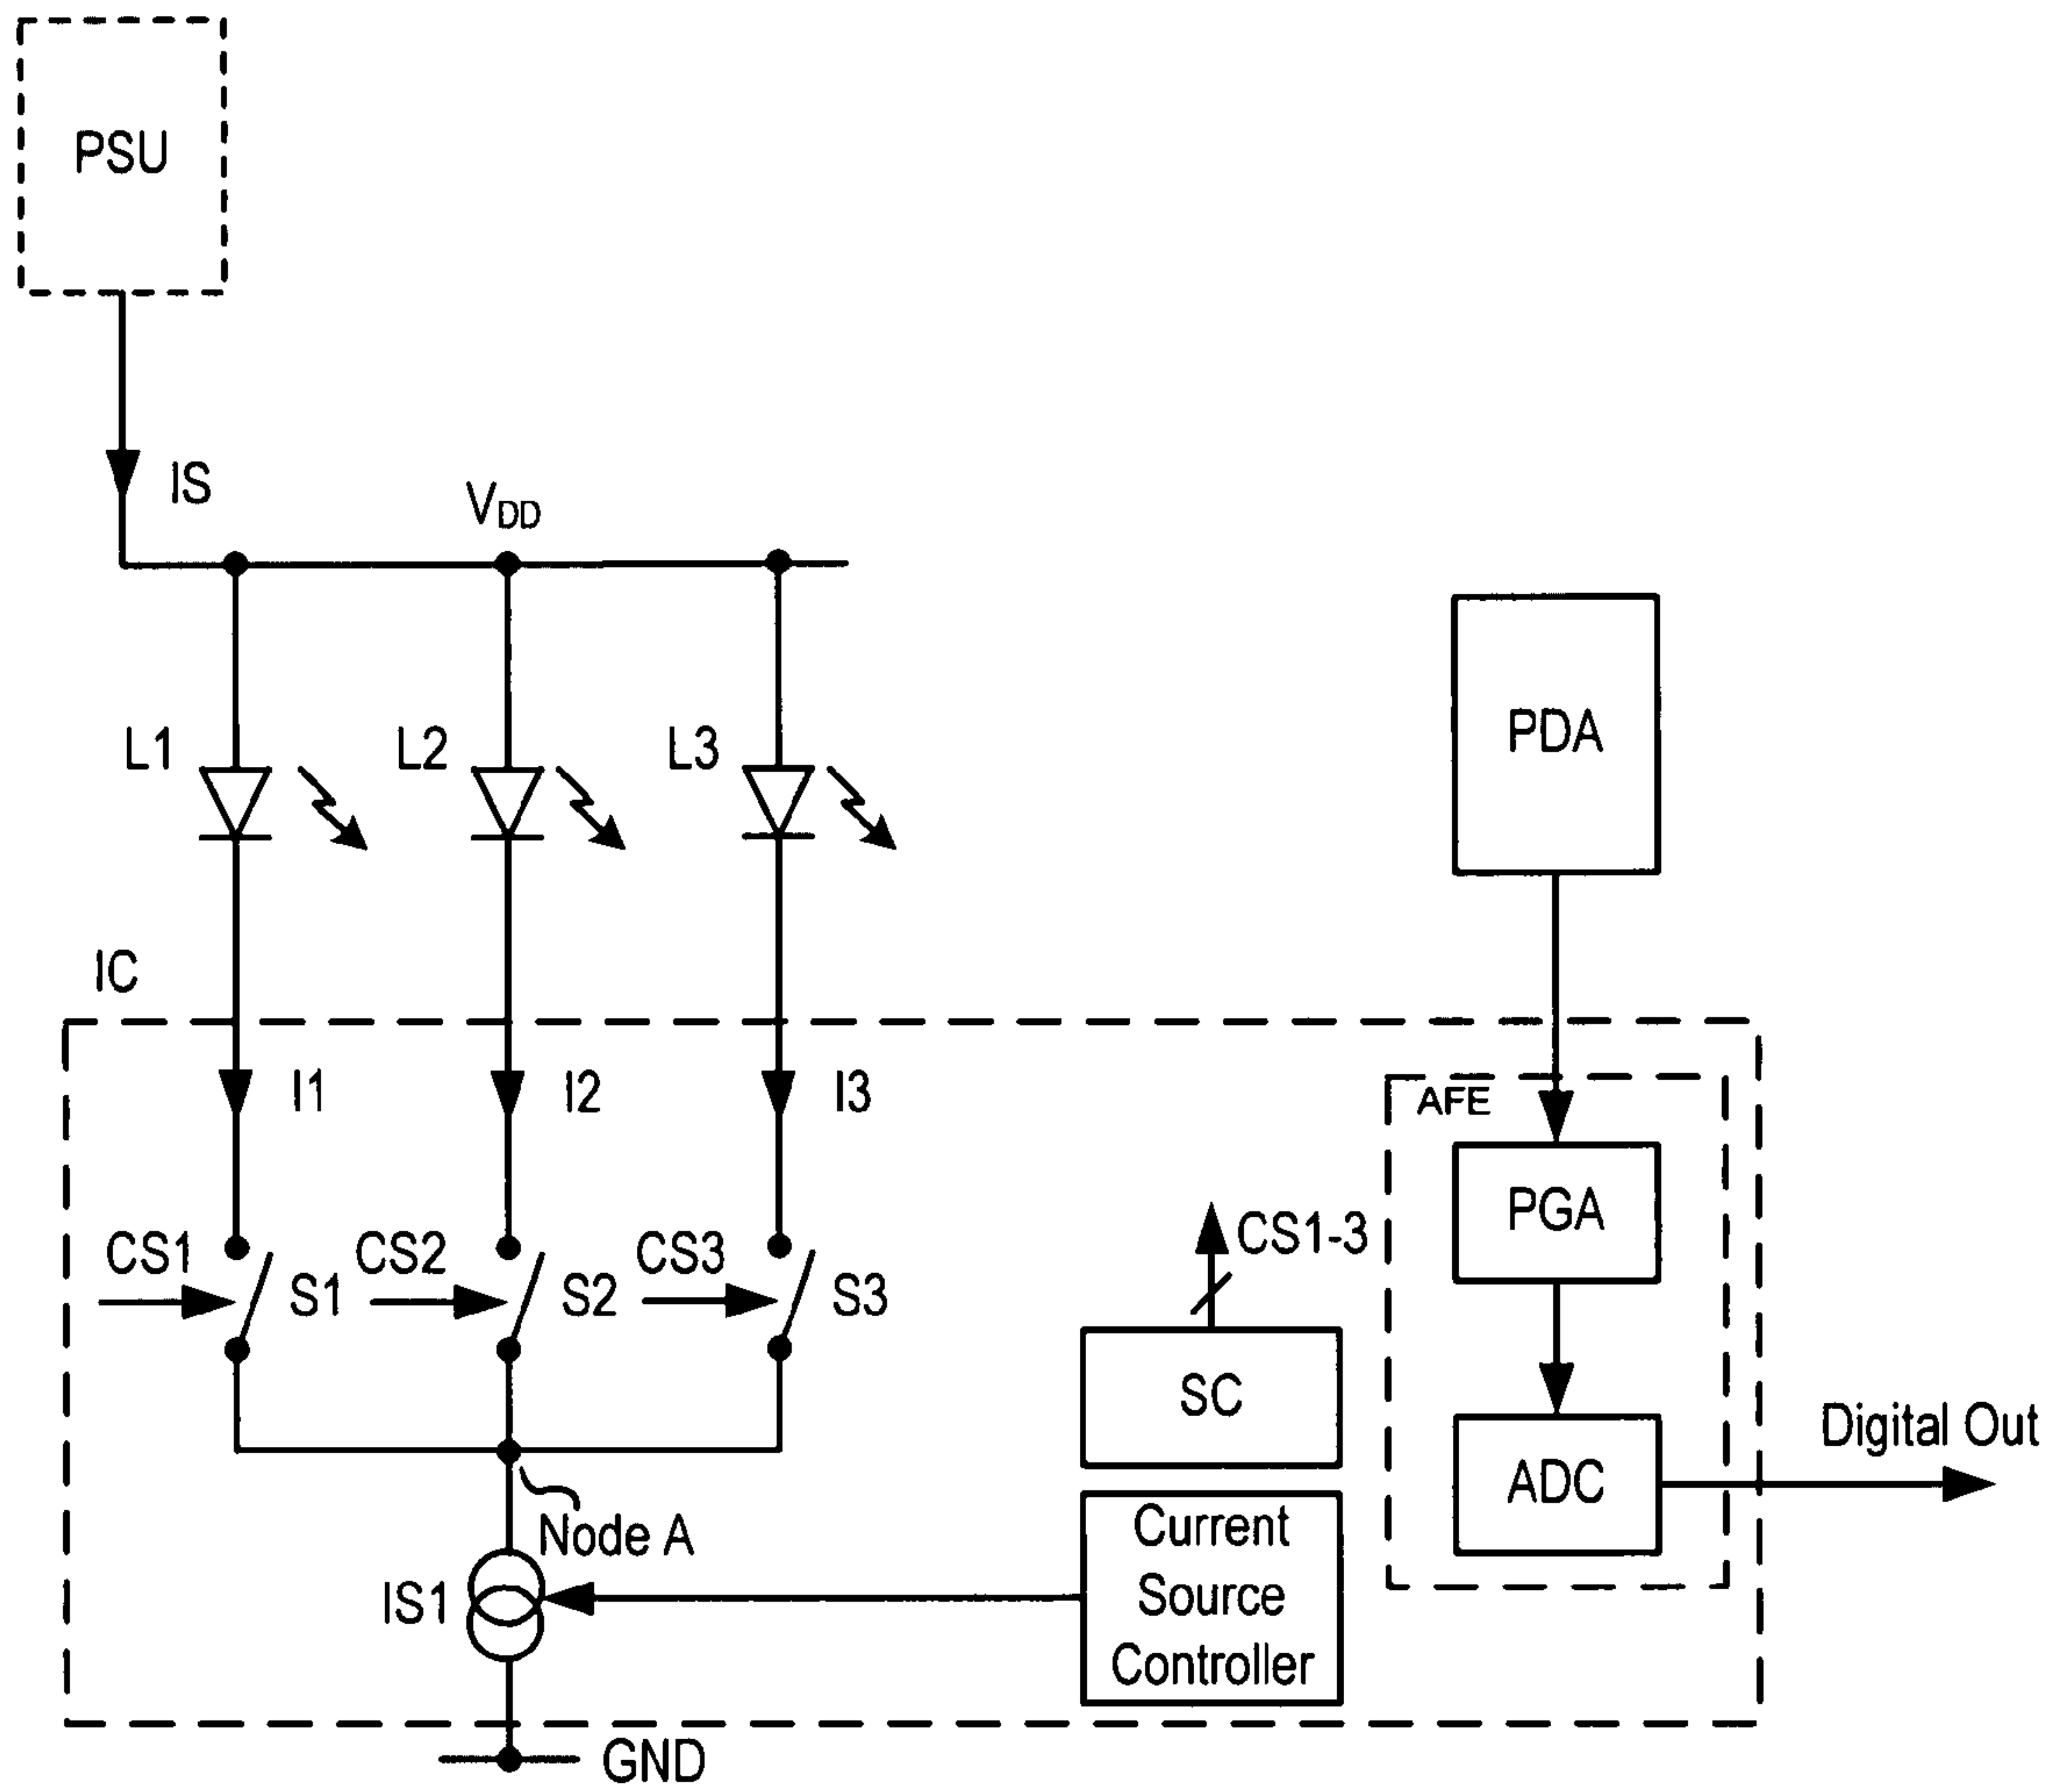 PSU
IS
VDD
L1
L2
L3
PDA
IC
I1
I2
I3
AFE
PGA
CS1
S1
CS2
S2
CS3
S3
CS1-3
SC
ADC
Digital Out
Node A
IS1
Current
Source
Controller
GND